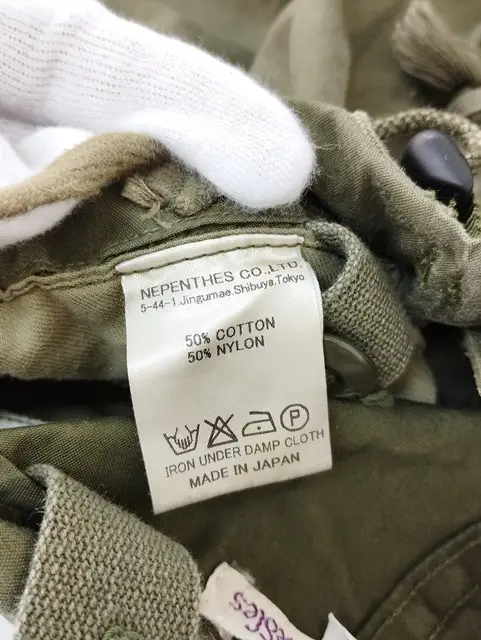 NEPENTHES CO.,LTD.
5-44-1.Jingumae.Shibuya.Tokyo
50% COTTON
50% NYLON
P
IRON UNDER DAMP CLOTH
MADE IN JAPAN